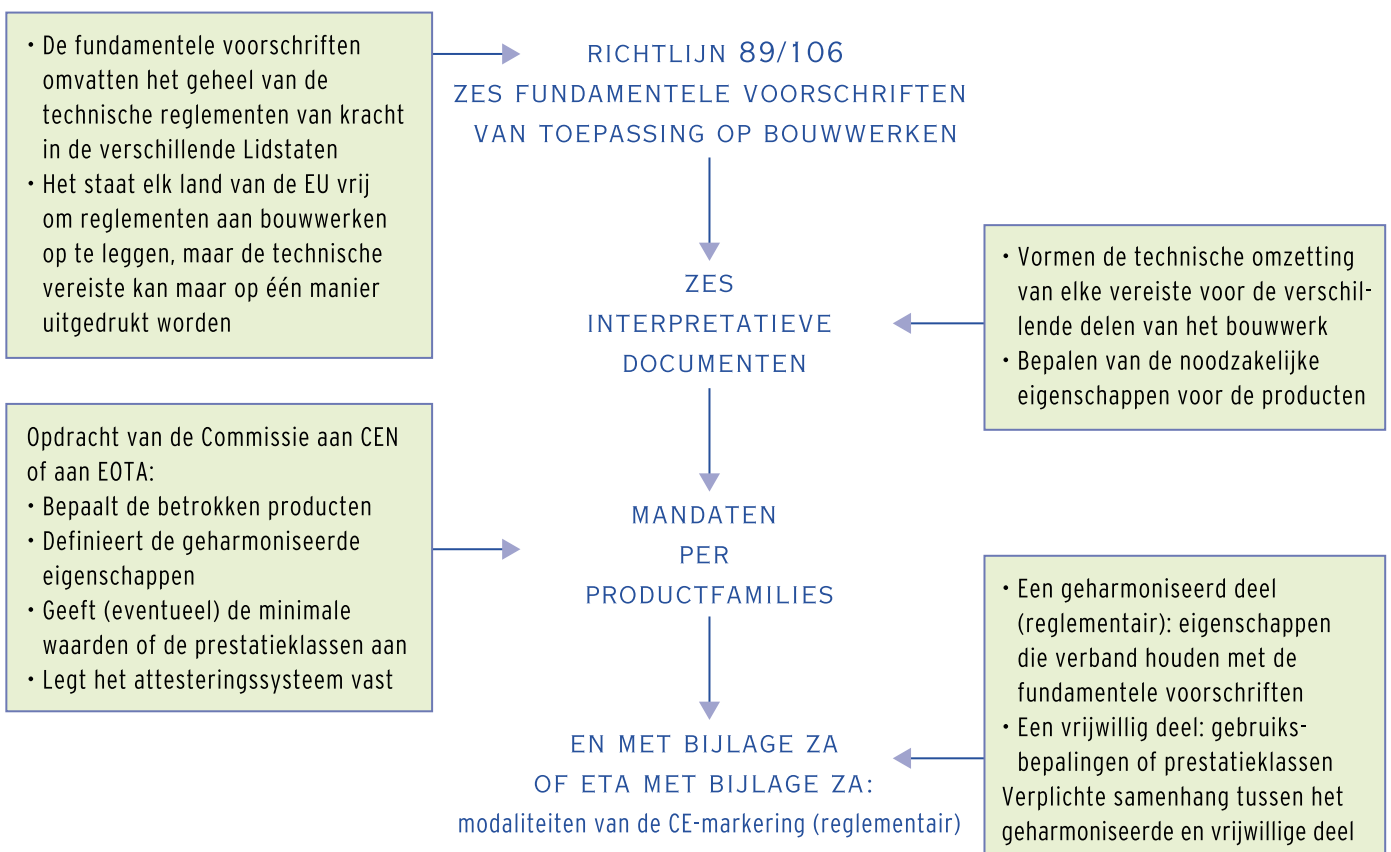 • De fundamentele voorschriften
omvatten het geheel van de
technische reglementen van kracht
in de verschillende Lidstaten
• Het staat elk land van de EU vrij
om reglementen aan bouwwerken
op te leggen, maar de technische
vereiste kan maar op één manier
uitgedrukt worden
RICHTLIJN 89/106
ZES FUNDAMENTELE VOORSCHRIFTEN
VAN TOEPASSING OP BOUWWERKEN
ZES
INTERPRETATIEVE
DOCUMENTEN
• Vormen de technische omzetting
van elke vereiste voor de verschil-
lende delen van het bouwwerk
• Bepalen van de noodzakelijke
eigenschappen voor de producten
Opdracht van de Commissie aan CEN
of aan EOTA:
• Bepaalt de betrokken producten
• Definieert de geharmoniseerde
eigenschappen
• Geeft (eventueel) de minimale
waarden of de prestatieklassen aan
• Legt het attesteringssysteem vast
MANDATEN
PER
PRODUCTFAMILIES
EN MET BIJLAGE ZA
OF ETA MET BIJLAGE ZA:
modaliteiten van de CE-markering (reglementair)
• Een geharmoniseerd deel
(reglementair): eigenschappen
die verband houden met de
fundamentele voorschriften
• Een vrijwillig deel: gebruiks-
bepalingen of prestatieklassen
Verplichte samenhang tussen het
geharmoniseerde en vrijwillige deel